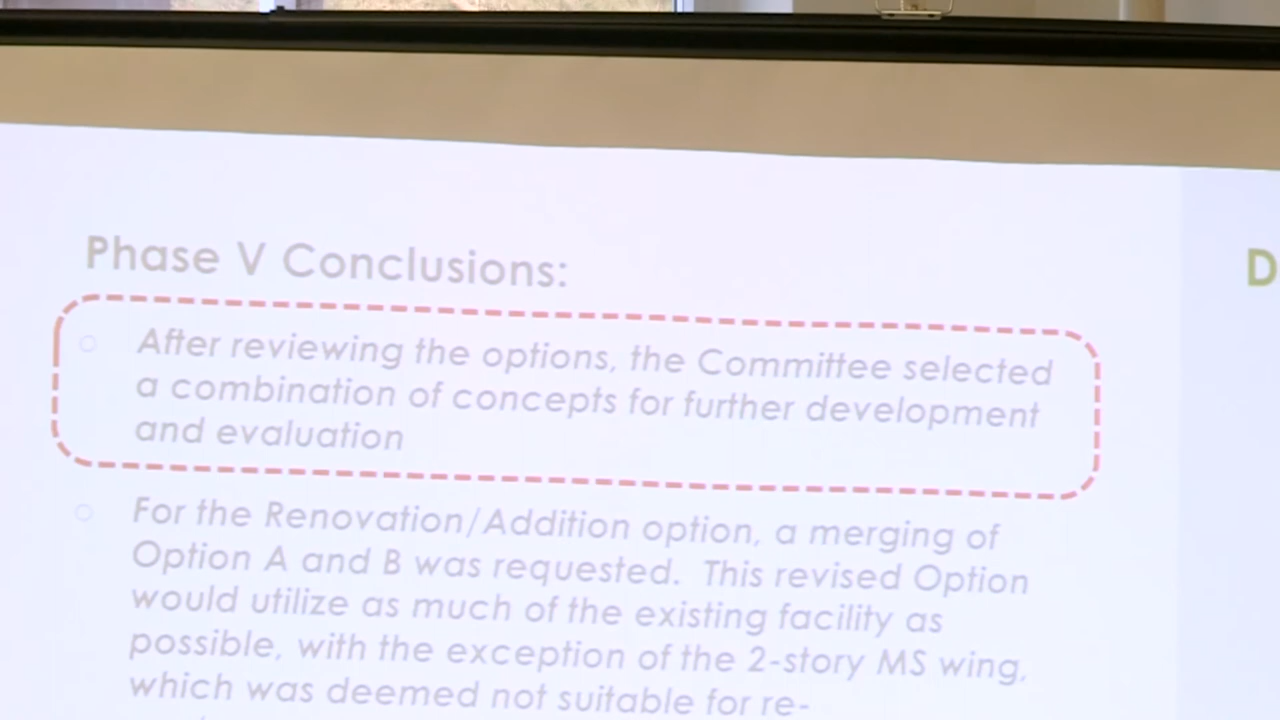 Phase V Conclusions:
D
After reviewing the options, the Committee selected
a combination of concepts for further development
and evaluation
For the Renovation/Addition option, a merging of
Option A and B was requested. This revised Option
would utilize as much of the existing facility as
possible, with the exception of the 2-story MS wing,
which was deemed not suitable for re-